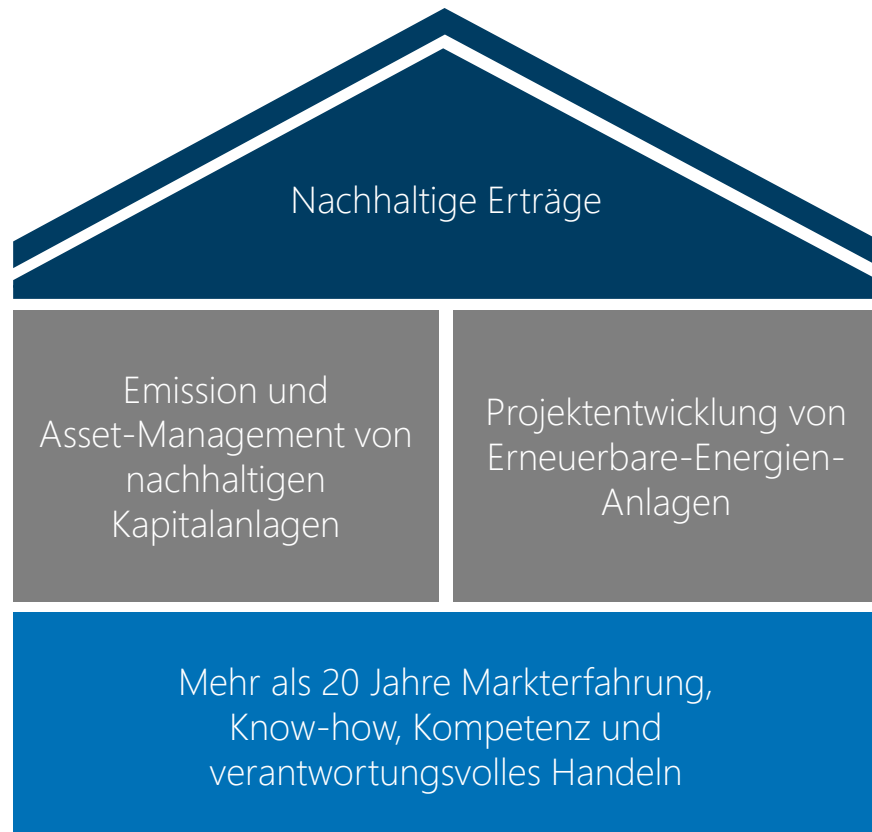 Nachhaltige Erträge
Emission und
Asset-Management von
nachhaltigen
Kapitalanlagen
Projektentwicklung von
Erneuerbare-Energien-
Anlagen
Mehr als 20 Jahre Markterfahrung,
Know-how, Kompetenz und
verantwortungsvolles Handeln